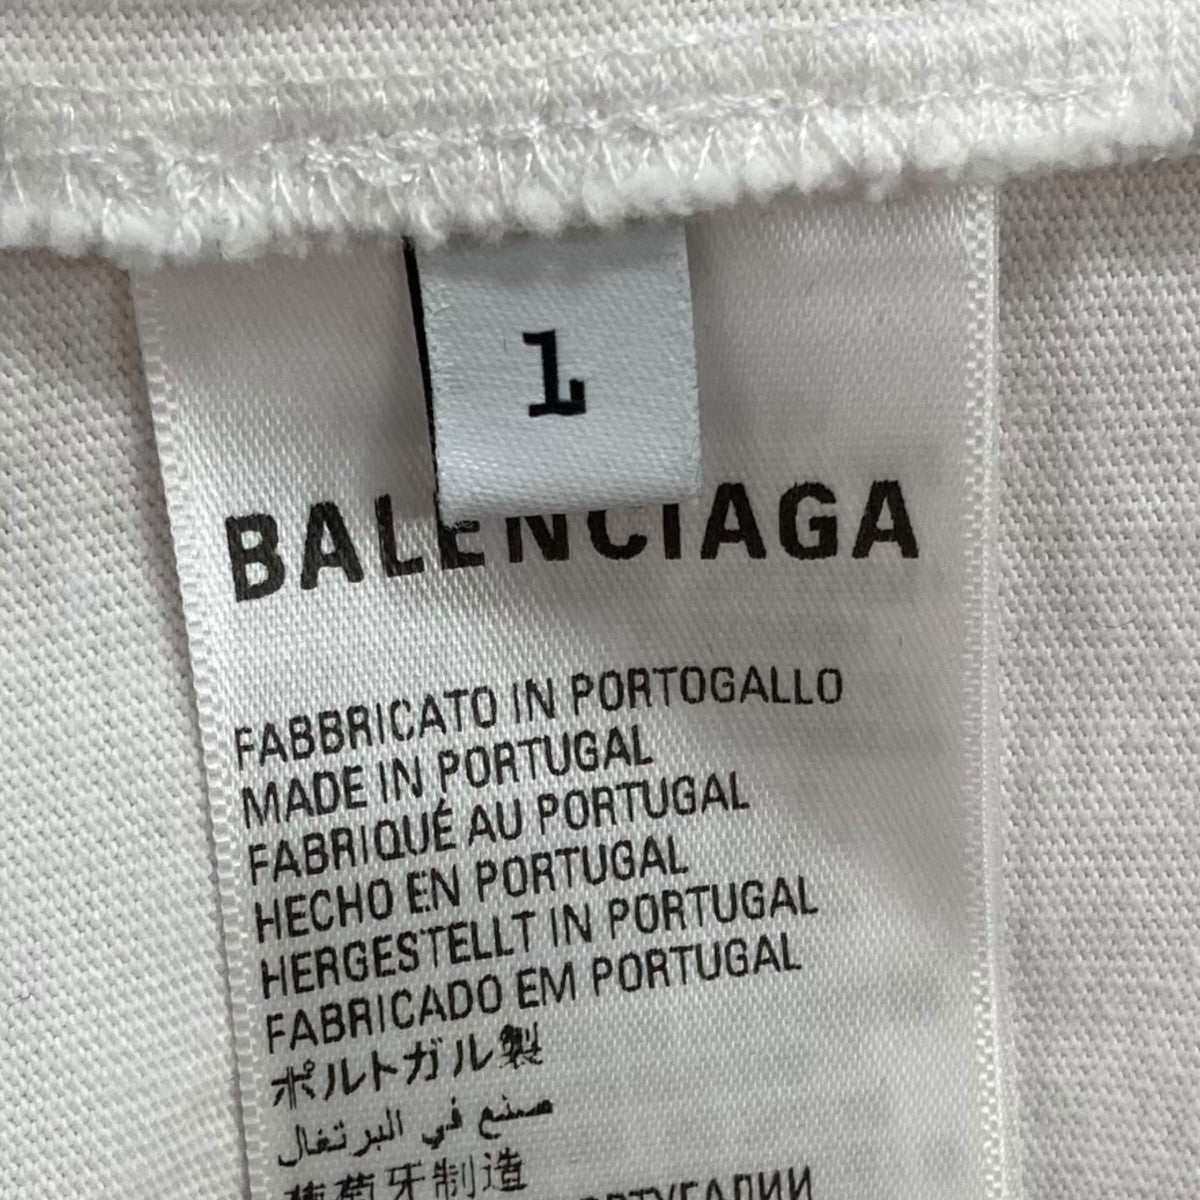 1
BALENCIAGA
FABBRICATO IN PORTOGALLO
MADE IN PORTUGAL
FABRIQUÉ AU PORTUGAL
HECHO EN PORTUGAL
HERGESTELLT IN PORTUGAL
FABRICADO EM PORTUGAL
ポルトガル製
صنع في البرتغال
葡萄牙制造